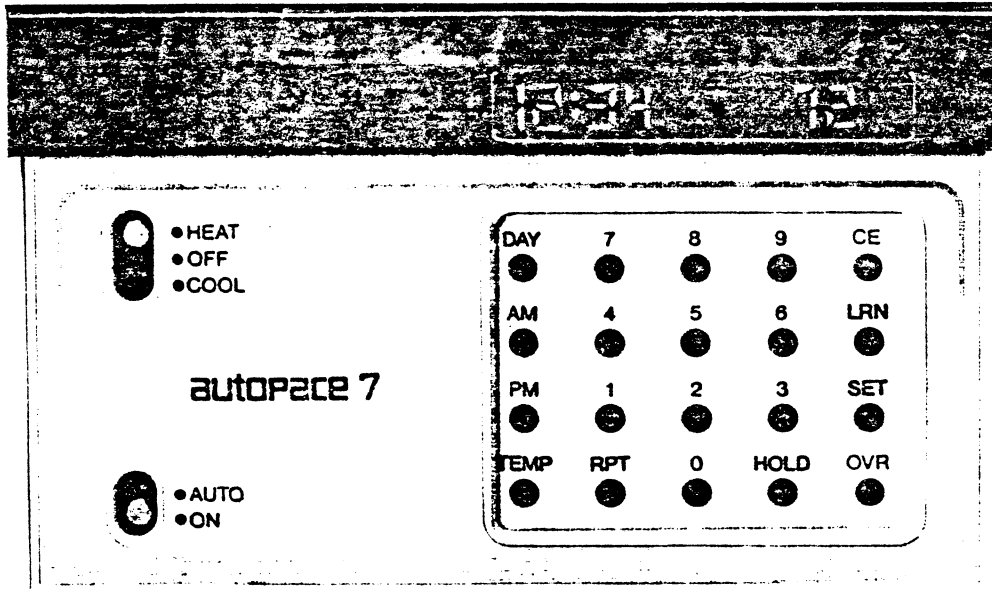 HEAT
OFF
COOL
autopace 7
AUTO
ON
DAY 7 8 9 CE
AM 4 5 6 LRN
PM 1 2 3 SET
TEMP RPT 0 HOLD OVR